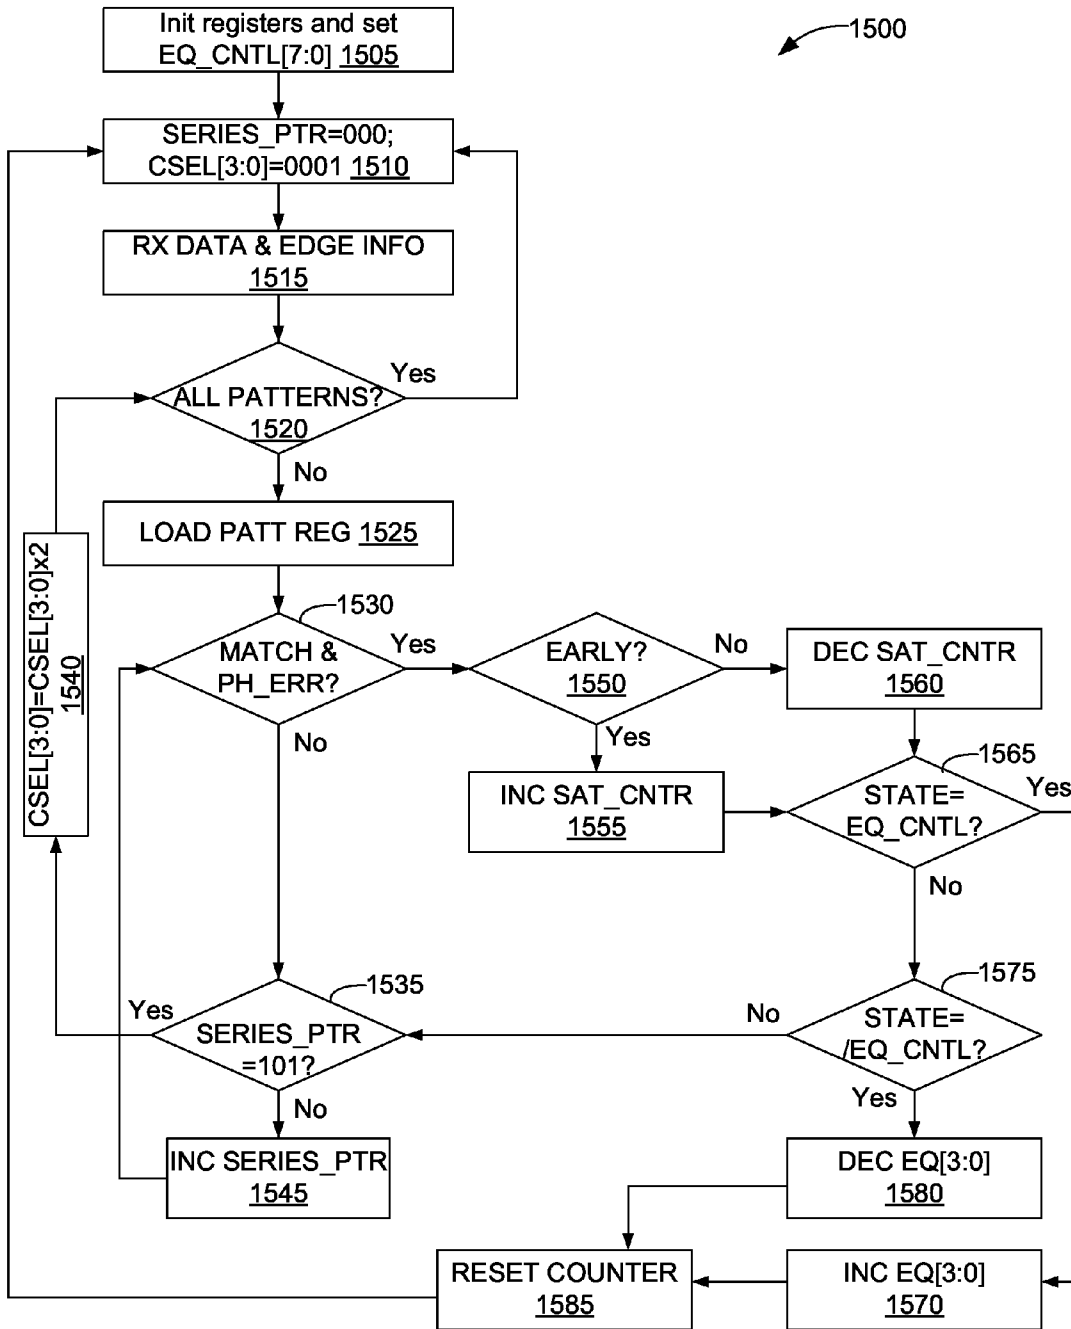 1500
Init registers and set
EQ_CNTL[7:0] 1505
SERIES_PTR=000;
CSEL[3:0]=0001 1510
RX DATA & EDGE INFO
1515
ALL PATTERNS?
1520
Yes
No
LOAD PATT REG 1525
CSEL[3:0]=CSEL[3:0]x2
1540
1530
MATCH &
PH_ERR?
Yes
No
EARLY?
1550
No
Yes
DEC SAT_CNTR
1560
INC SAT_CNTR
1555
1565
STATE=
EQ_CNTL?
Yes
No
1535
SERIES_PTR
=101?
Yes
No
1575
STATE=
/EQ_CNTL?
No
Yes
INC SERIES_PTR
1545
DEC EQ[3:0]
1580
RESET COUNTER
1585
INC EQ[3:0]
1570